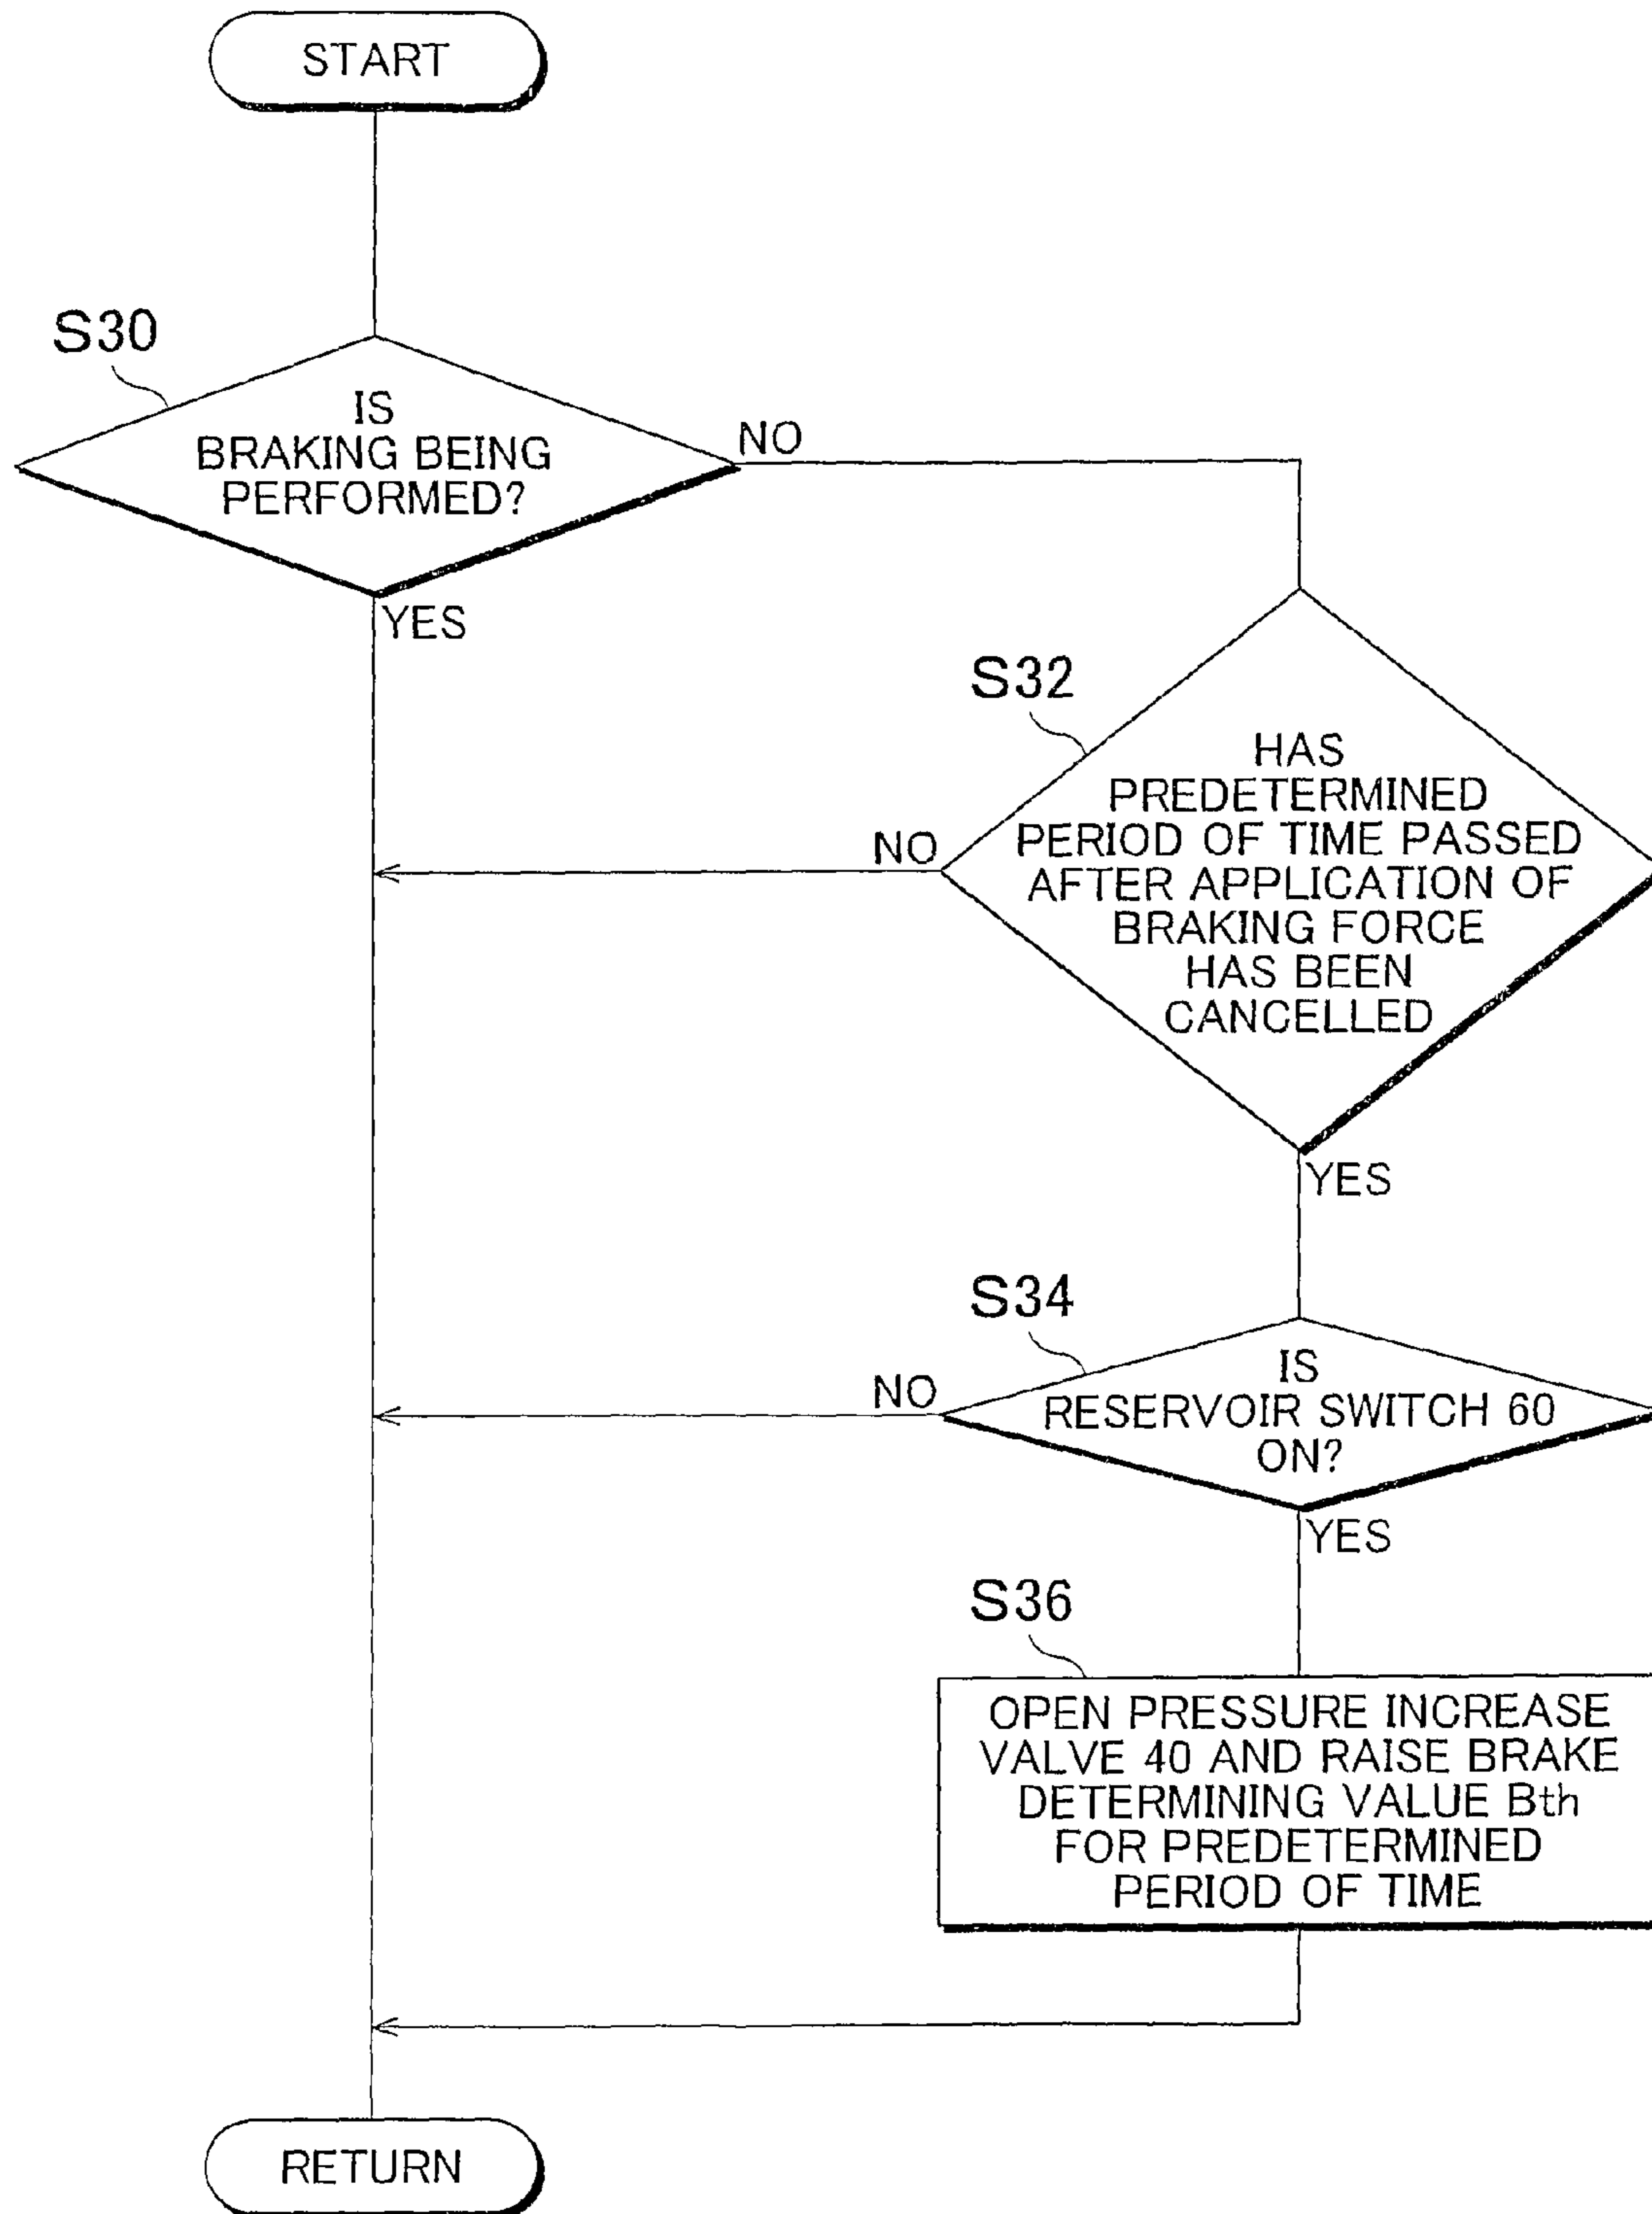 START
S30
IS
BRAKING BEING
PERFORMED?
NO
YES
S32
HAS
PREDETERMINED
PERIOD OF TIME PASSED
AFTER APPLICATION OF
BRAKING FORCE
HAS BEEN
CANCELLED
NO
YES
S34
IS
RESERVOIR SWITCH 60
ON?
NO
YES
S36
OPEN PRESSURE INCREASE
VALVE 40 AND RAISE BRAKE
DETERMINING VALUE Bth
FOR PREDETERMINED
PERIOD OF TIME
RETURN